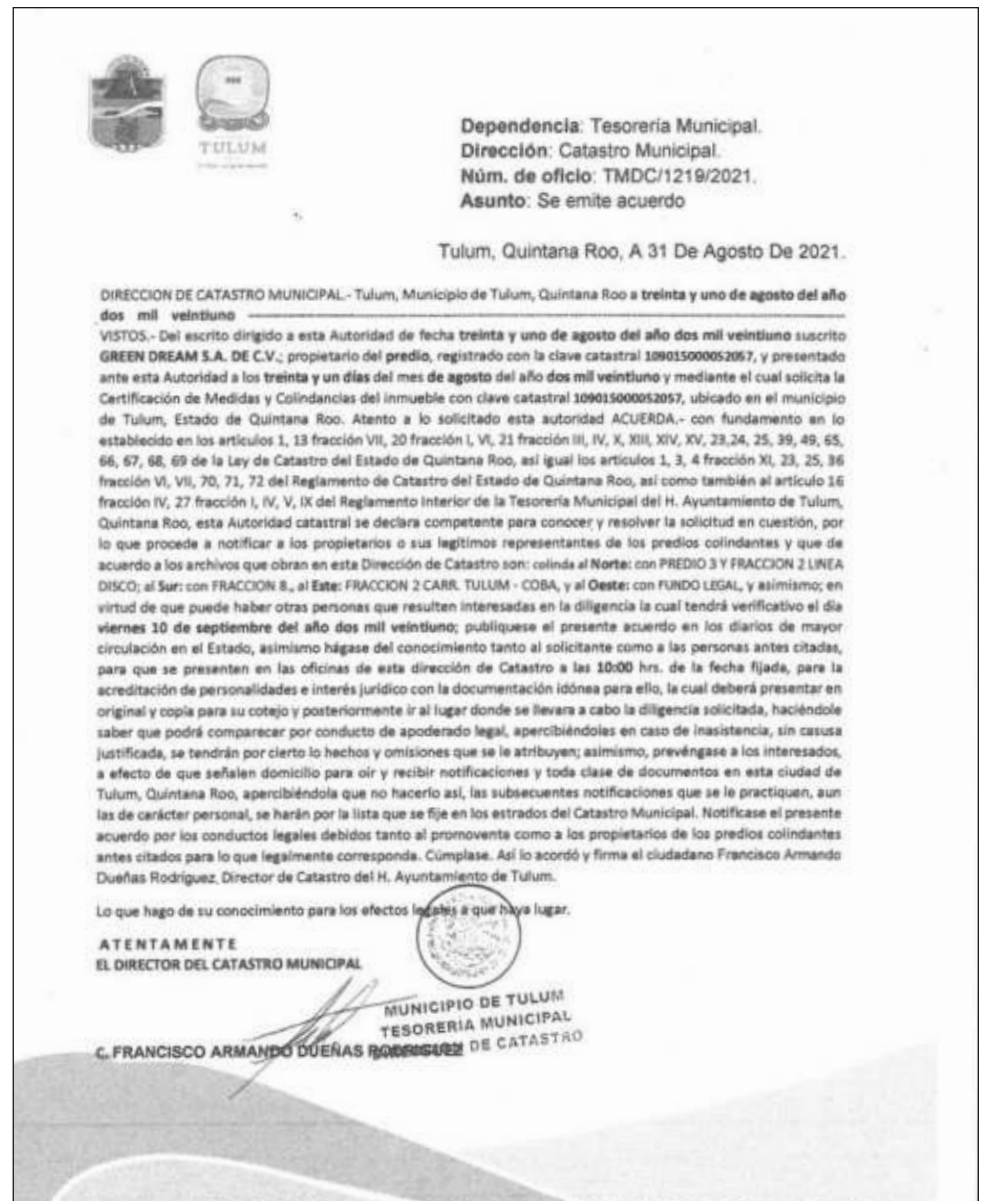 TULUM
Dependencia: Tesorería Municipal.
Dirección: Catastro Municipal.
Núm. de oficio: TMDC/1219/2021.
Asunto: Se emite acuerdo
Tulum, Quintana Roo, A 31 De Agosto De 2021.
DIRECCION DE CATASTRO MUNICIPAL.- Tulum, Municipio de Tulum, Quintana Roo a treinta y uno de agosto del año
dos mil veintiuno
VISTOS.- Del escrito dirigido a esta Autoridad de fecha treinta y uno de agosto del año dos mil veintiuno suscrito
GREEN DREAM S.A. DE C.V.; propietario del predio, registrado con la clave catastral 109015000052057, y presentado
ante esta Autoridad a los treinta y un días del mes de agosto del año dos mil veintiuno y mediante el cual solicita la
Certificación de Medidas y Colindancias del inmueble con clave catastral 109015000052057, ubicado en el municipio
de Tulum, Estado de Quintana Roo. Atento a lo solicitado esta autoridad ACUERDA.- con fundamento en lo
establecido en los artículos 1, 13 fracción VII, 20 fracción I, VI, 21 fracción III, IV, X, XIII, XIV, XV, 23,24, 25, 39, 49, 65,
66, 67, 68, 69 de la Ley de Catastro del Estado de Quintana Roo, así igual los artículos 1, 3, 4 fracción XI, 23, 25, 36
fracción VI, VII, 70, 71, 72 del Reglamento de Catastro del Estado de Quintana Roo, así como también al artículo 16
fracción IV, 27 fracción I, IV, V, IX del Reglamento Interior de la Tesorería Municipal del H. Ayuntamiento de Tulum,
Quintana Roo, esta Autoridad catastral se declara competente para conocer y resolver la solicitud en cuestión, por
lo que procede a notificar a los propietarios o sus legítimos representantes de los predios colindantes y que de
acuerdo a los archivos que obran en esta Dirección de Catastro son: colinda al Norte: con PREDIO 3 Y FRACCION 2 LINEA
DISCO; al Sur: con FRACCION 8., al Este: FRACCION 2 CARR. TULUM - COBA, y al Oeste: con FUNDO LEGAL, y asimismo; en
virtud de que puede haber otras personas que resulten interesadas en la diligencia la cual tendrá verificativo el día
viernes 10 de septiembre del año dos mil veintiuno; publíquese el presente acuerdo en los diarios de mayor
circulación en el Estado, asimismo hágase del conocimiento tanto al solicitante como a las personas antes citadas,
para que se presenten en las oficinas de esta dirección de Catastro a las 10:00 hrs. de la fecha fijada, para la
acreditación de personalidades e interés jurídico con la documentación idónea para ello, la cual deberá presentar en
original y copia para su cotejo y posteriormente ir al lugar donde se llevara a cabo la diligencia solicitada, haciéndole
saber que podrá comparecer por conducto de apoderado legal, apercibiéndoles en caso de inasistencia, sin casusa
justificada, se tendrán por cierto lo hechos y omisiones que se le atribuyen; asimismo, prevéngase a los interesados,
a efecto de que señalen domicilio para oír y recibir notificaciones y toda clase de documentos en esta ciudad de
Tulum, Quintana Roo, apercibiéndola que no hacerlo así, las subsecuentes notificaciones que se le practiquen, aun
las de carácter personal, se harán por la lista que se fije en los estrados del Catastro Municipal. Notifícase el presente
acuerdo por los conductos legales debidos tanto al promovente como a los propietarios de los predios colindantes
antes citados para lo que legalmente corresponda. Cúmplase. Así lo acordó y firma el ciudadano Francisco Armando
Dueñas Rodríguez, Director de Catastro del H. Ayuntamiento de Tulum.
Lo que hago de su conocimiento para los efectos legales a que haya lugar.
ATENTAMENTE
EL DIRECTOR DEL CATASTRO MUNICIPAL
MUNICIPIO DE TULUM
TESORERÍA MUNICIPAL
DE CATASTRO
C. FRANCISCO ARMANDO DUEÑAS RODRIGUEZ